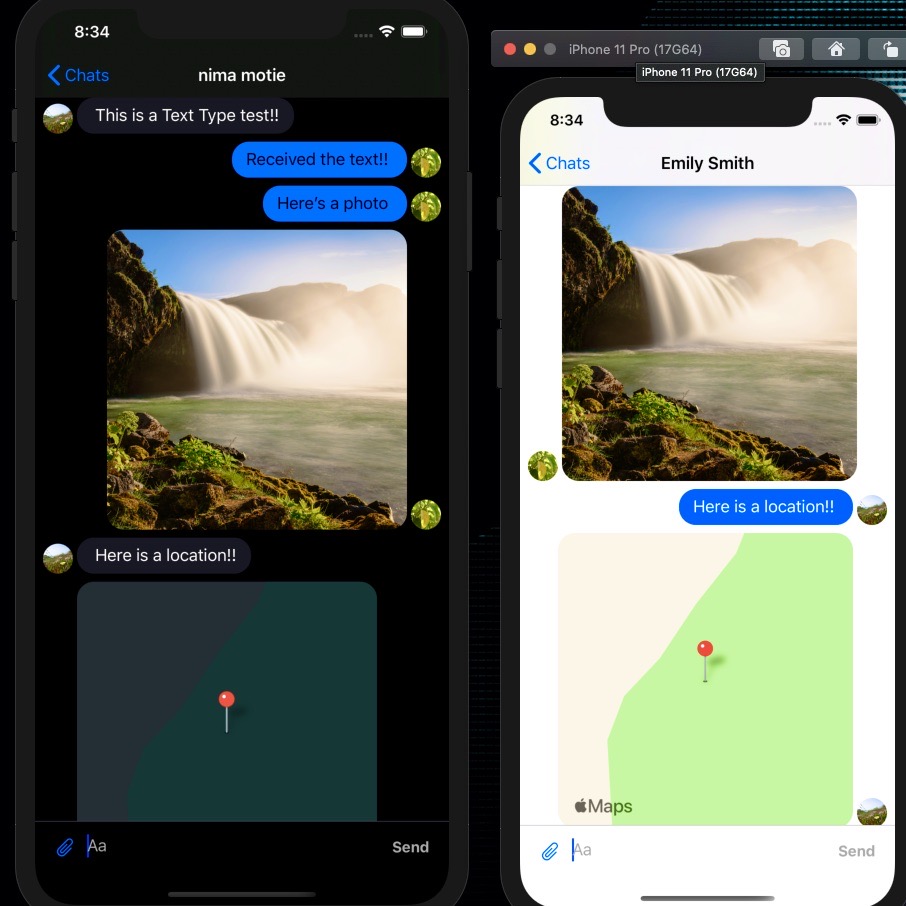 8:34
Chats
nima motie
This is a Text Type test!!
Received the text!!
Here's a photo
Here is a location!!
Aa
Send
iPhone 11 Pro (17G64)
iPhone 11 Pro (17G64)
8:34
Chats
Emily Smith
Here is a location!!
Maps
Aa
Send